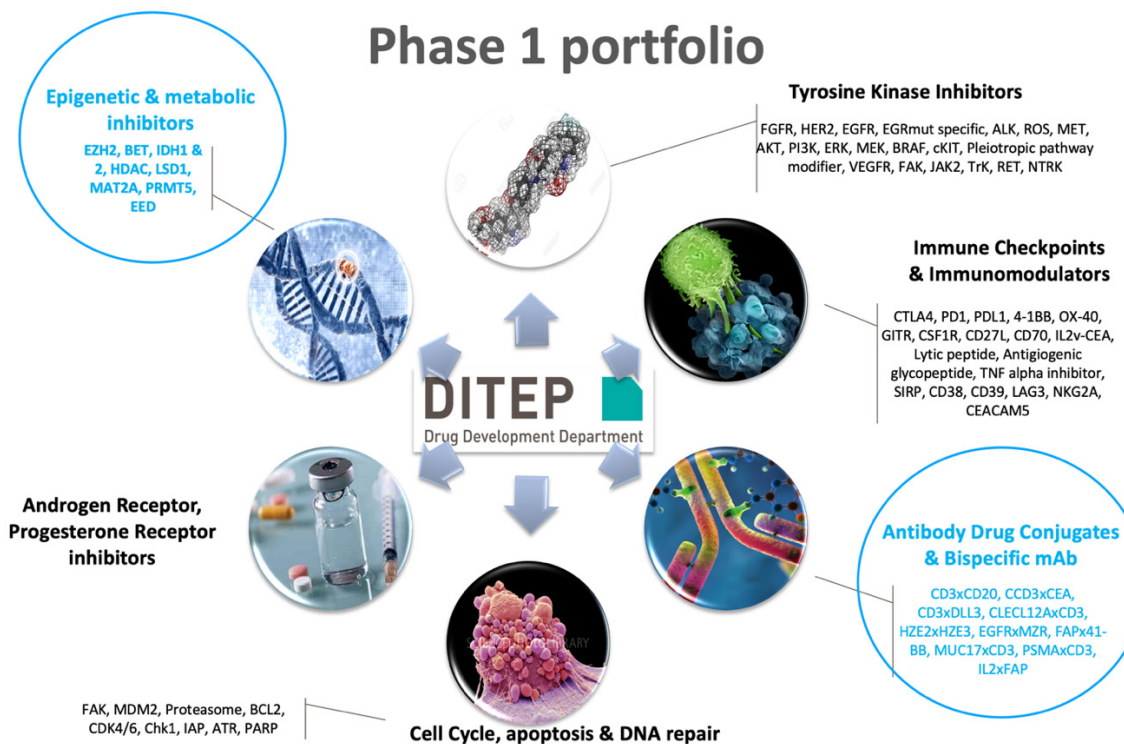 Phase 1 portfolio
Epigenetic & metabolic
inhibitors
EZH2, BET, IDH1 &
2, HDAC, LSD1,
MAT2A, PRMT5,
EED
Tyrosine Kinase Inhibitors
FGFR, HER2, EGFR, EGRmut specific, ALK, ROS, MET,
AKT, PI3K, ERK, MEK, BRAF, cKIT, Pleiotropic pathway
modifier, VEGFR, FAK, JAK2, TrK, RET, NTRK
Immune Checkpoints
& Immunomodulators
CTLA4, PD1, PDL1, 4-1BB, OX-40,
GITR, CSF1R, CD27L, CD70, IL2v-CEA,
Lytic peptide, Antigiogenic
glycopeptide, TNF alpha inhibitor,
SIRP, CD38, CD39, LAG3, NKG2A,
CEACAM5
DITEP
Drug Development Department
Androgen Receptor,
Progesterone Receptor
inhibitors
Antibody Drug Conjugates
& Bispecific mAb
CD3xCD20, CCD3xCEA,
CD3xDLL3, CLECL12AxCD3,
HZE2xHZE3, EGFRxMZR, FAPx41-
BB, MUC17xCD3, PSMAxCD3,
IL2xFAP
FAK, MDM2, Proteasome, BCL2,
CDK4/6, Chk1, IAP, ATR, PARP
Cell Cycle, apoptosis & DNA repair